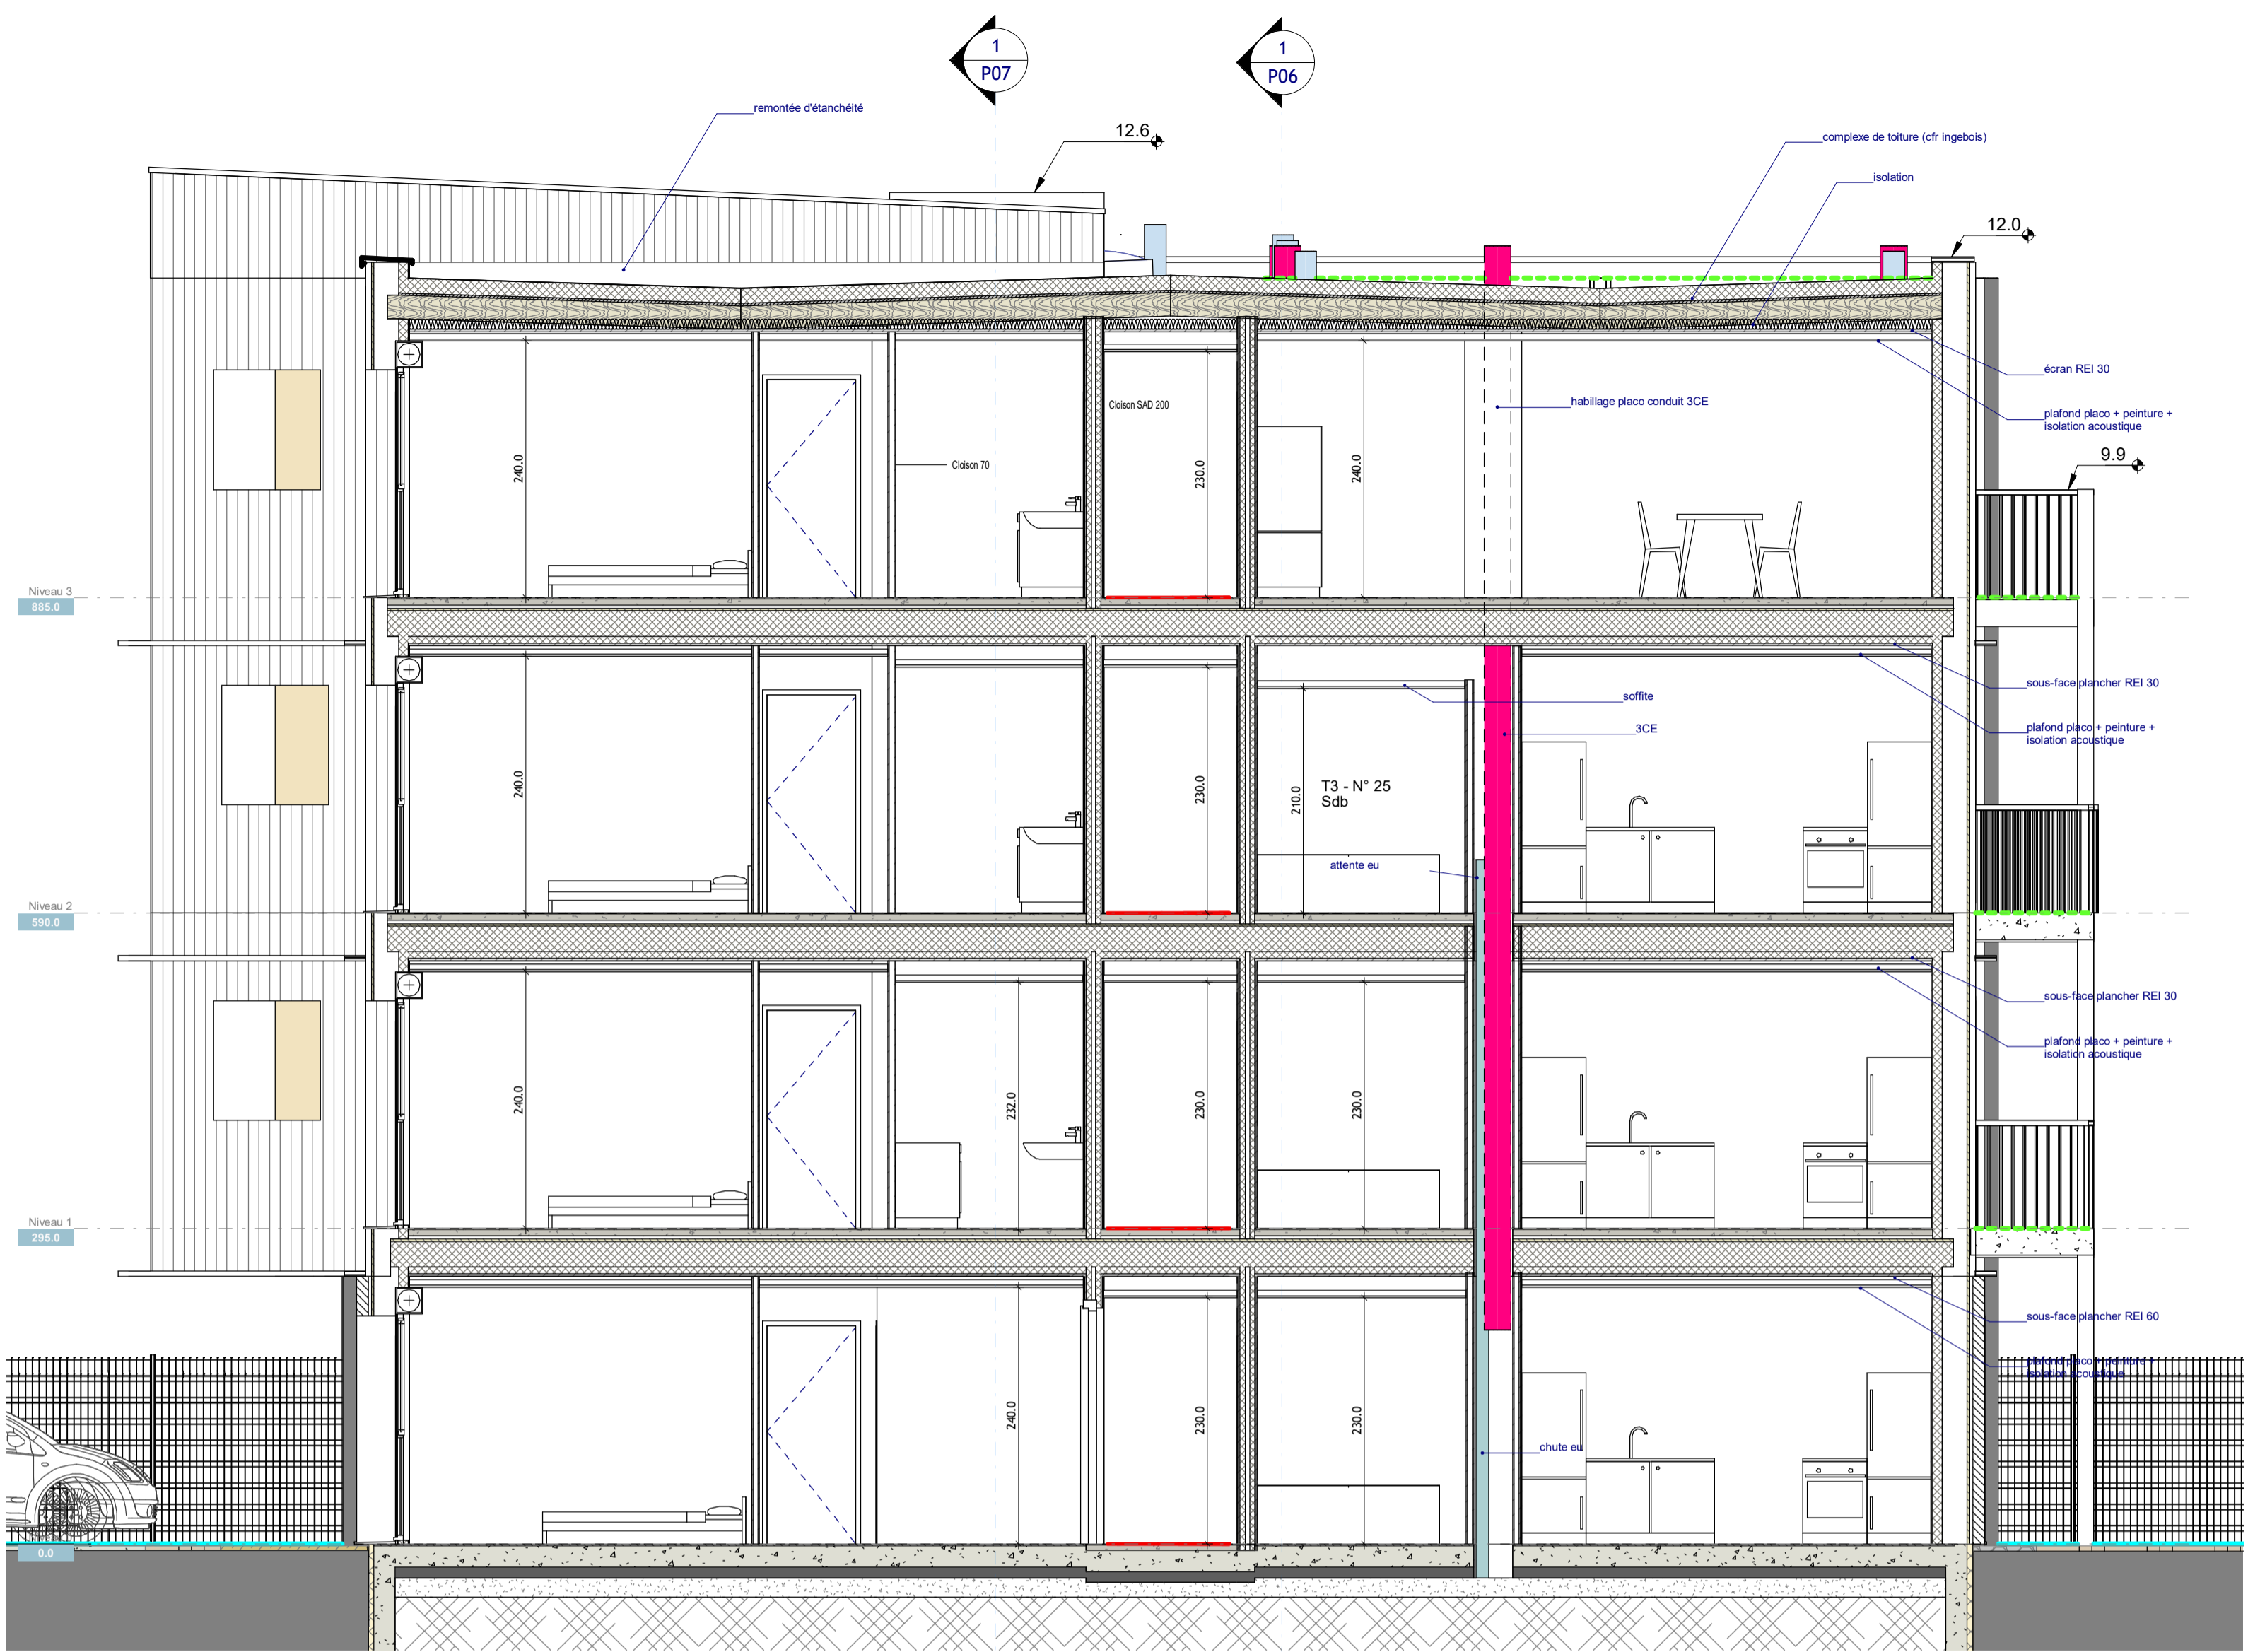 1
P07
1
P06
remontée d'étanchéité
12.6
complexe de toiture (cfr ingebois)
isolation
12.0
écran REI 30
Cloison SAD 200
habillage placo conduit 3CE
plafond placo + peinture +
isolation acoustique
9.9
240.0
Cloison 70
230.0
240.0
Niveau 3
885.0
sous-face plancher REI 30
soffite
3CE
plafond placo + peinture +
isolation acoustique
240.0
230.0
210.0
T3 - N° 25
Sdb
attente eu
Niveau 2
590.0
sous-face plancher REI 30
plafond placo + peinture +
isolation acoustique
240.0
232.0
230.0
230.0
Niveau 1
295.0
sous-face plancher REI 60
plafond placo + peinture +
isolation acoustique
240.0
230.0
230.0
chute eu
0.0